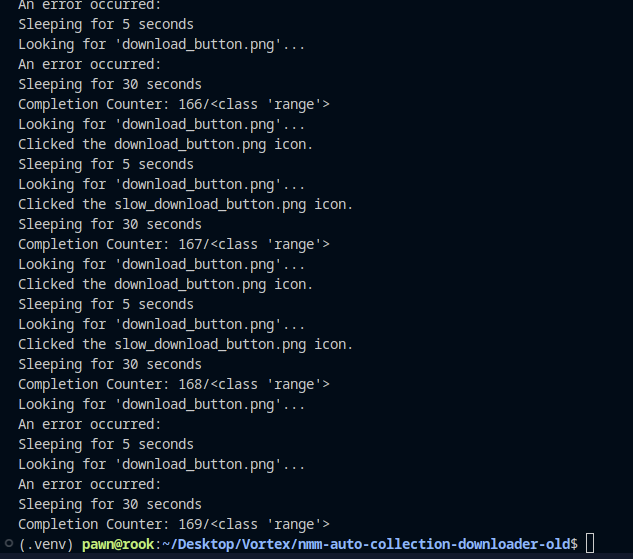 An error occurred:
Sleeping for 5 seconds
Looking for 'download_button.png'...
An error occurred:
Sleeping for 30 seconds
Completion Counter: 166/<class 'range'>
Looking for 'download_button.png'...
Clicked the download_button.png icon.
Sleeping for 5 seconds
Looking for 'download_button.png'...
Clicked the slow_download_button.png icon.
Sleeping for 30 seconds
Completion Counter: 167/<class 'range'>
Looking for 'download_button.png'...
Clicked the download_button.png icon.
Sleeping for 5 seconds
Looking for 'download_button.png'...
Clicked the slow_download_button.png icon.
Sleeping for 30 seconds
Completion Counter: 168/<class 'range'>
Looking for 'download_button.png'...
An error occurred:
Sleeping for 5 seconds
Looking for 'download_button.png'...
An error occurred:
Sleeping for 30 seconds
Completion Counter: 169/<class 'range'>
(.venv) pawn@rook:~/Desktop/Vortex/nmm-auto-collection-downloader-old$